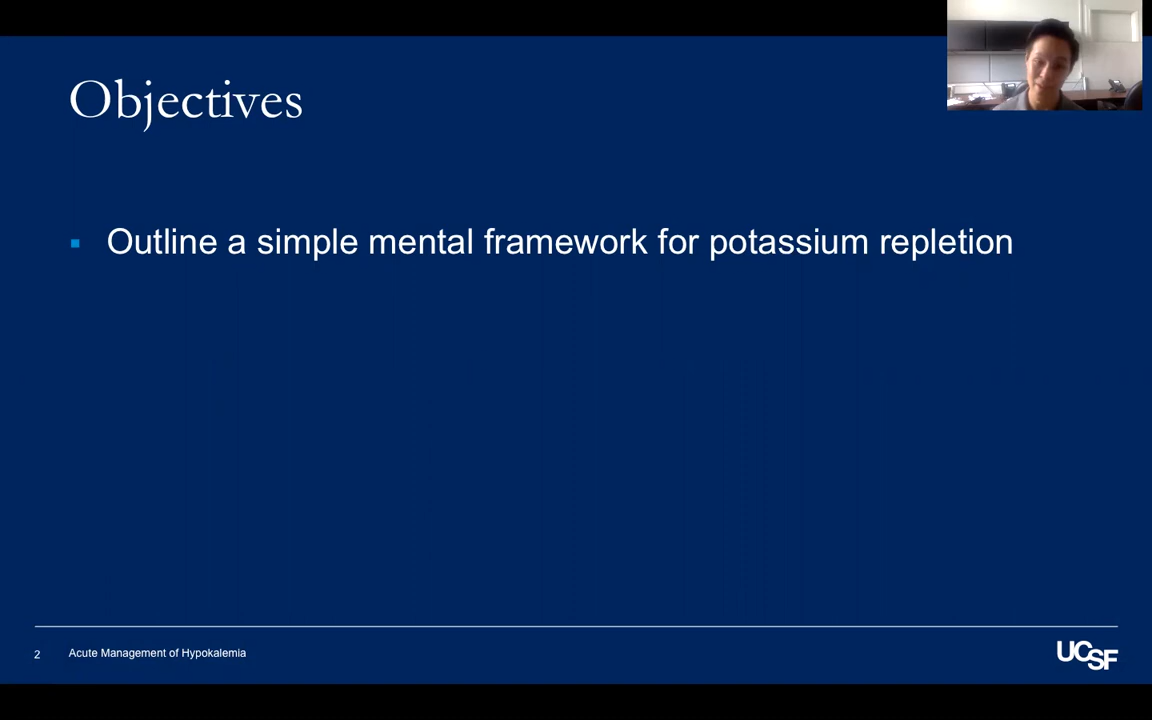 Objectives
▪ Outline a simple mental framework for potassium repletion
2 Acute Management of Hypokalemia
UCSF